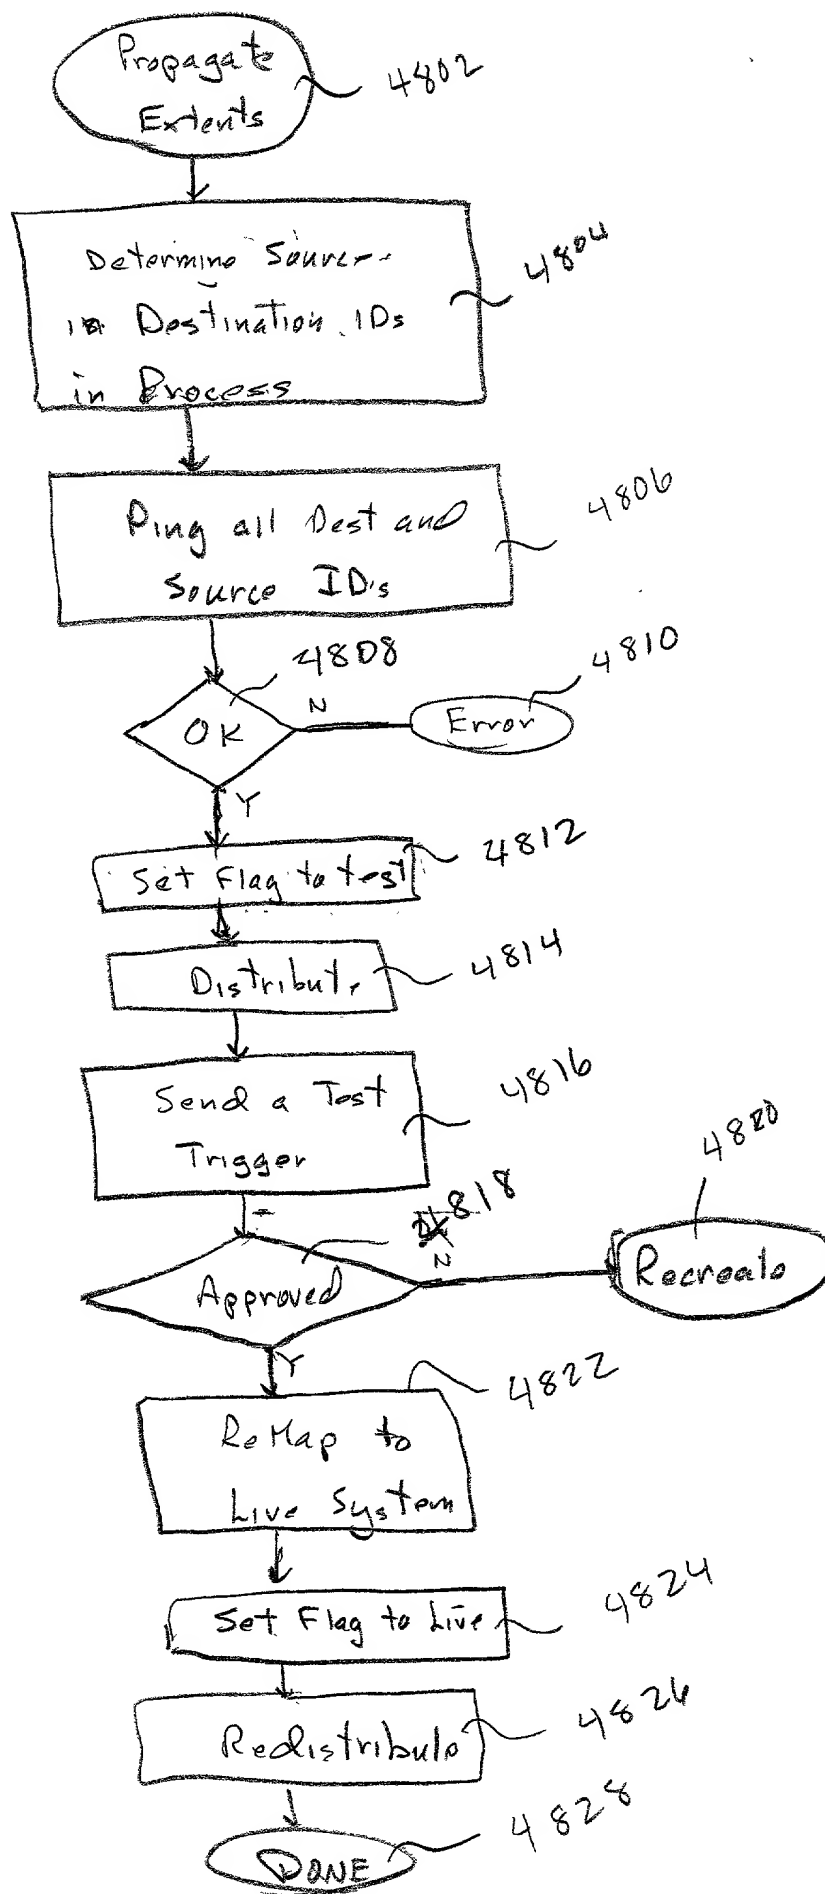 Propagate
Extents
4802
Determine Source
Destination IDs
in Process
4804
Ping all Dest and
Source ID's
4806
4808
OK
N
Error
4810
Y
Set Flag to test
4812
Distribute
4814
Send a Test
Trigger
4816
4818
Approved
N
Recreate
4820
Y
ReMap to
Live System
4822
Set Flag to Live
4824
Redistribute
4826
DONE
4828